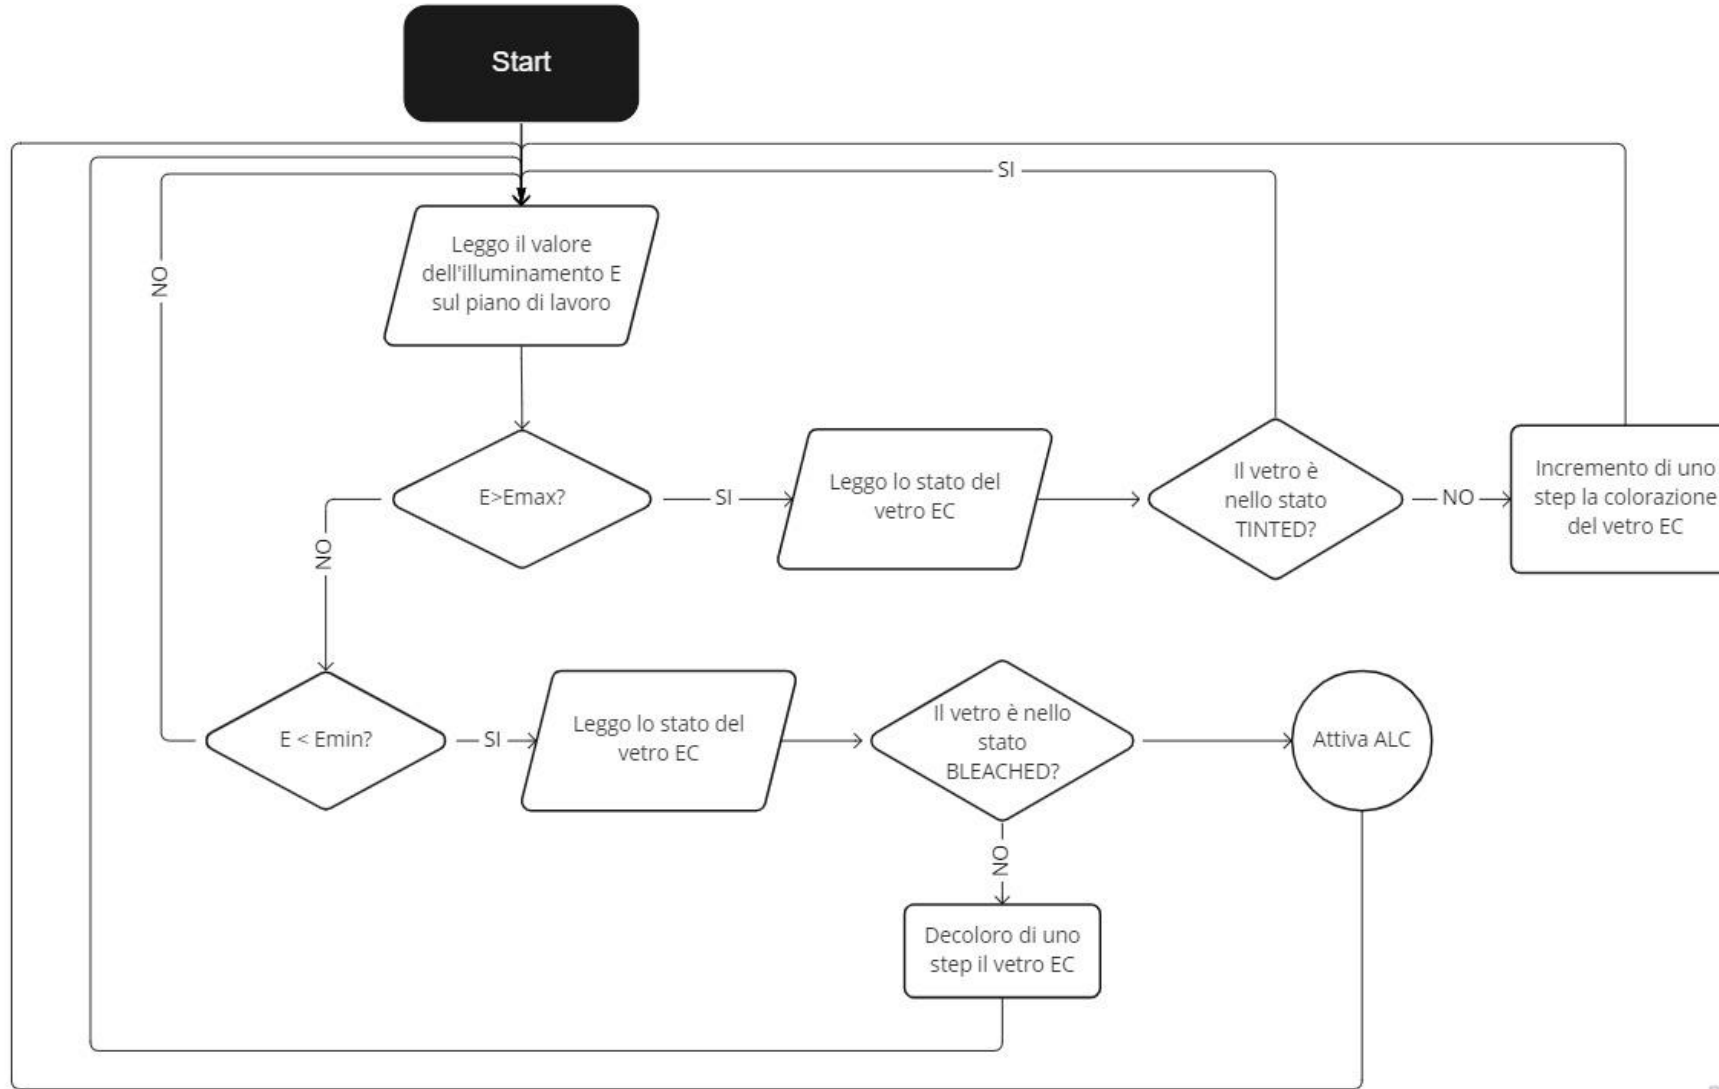 Start
SI
NO
Leggo il valore
dell'illuminamento E
sul piano di lavoro
E>Emax?
SI
Leggo lo stato del
vetro EC
Il vetro è
nello stato
TINTED?
NO
Incremento di uno
step la colorazione
del vetro EC
NO
E < Emin?
SI
Leggo lo stato del
vetro EC
Il vetro è nello
stato
BLEACHED?
Attiva ALC
NO
Decoloro di uno
step il vetro EC